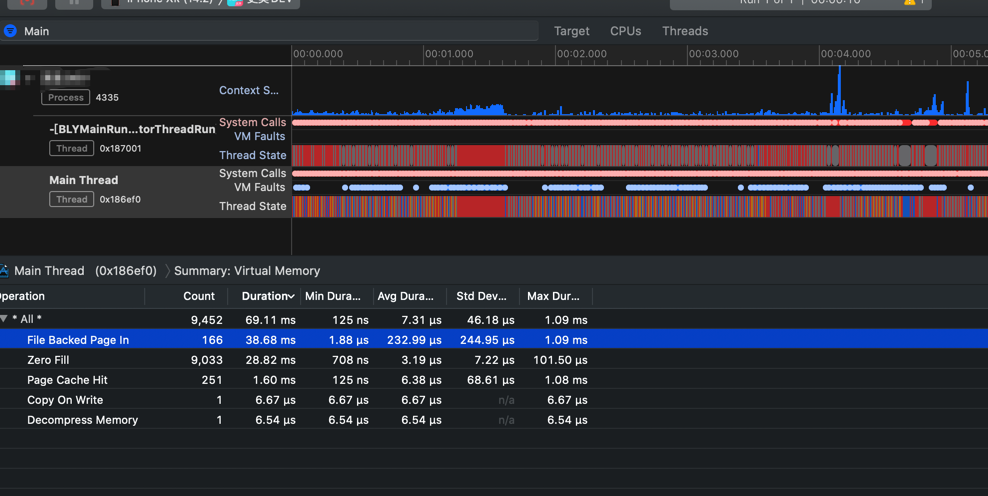 Main Target CPUs Threads
00:00.000 00:01.000 00:02.000 00:03.000 00:04.000 00:05.
Process 4335
Context S...
-[BLYMainRun...torThreadRun
Thread 0x187001
System Calls
VM Faults
Thread State
Main Thread
Thread 0x186ef0
System Calls
VM Faults
Thread State
Main Thread (0x186ef0) Summary: Virtual Memory
Operation Count Duration Min Dura... Avg Dura... Std Dev... Max Dur...
* All * 9,452 69.11 ms 125 ns 7.31 µs 46.18 µs 1.09 ms
File Backed Page In 166 38.68 ms 1.88 µs 232.99 µs 244.95 µs 1.09 ms
Zero Fill 9,033 28.82 ms 708 ns 3.19 µs 7.22 µs 101.50 µs
Page Cache Hit 251 1.60 ms 125 ns 6.38 µs 68.61 µs 1.08 ms
Copy On Write 1 6.67 µs 6.67 µs 6.67 µs n/a 6.67 µs
Decompress Memory 1 6.54 µs 6.54 µs 6.54 µs n/a 6.54 µs